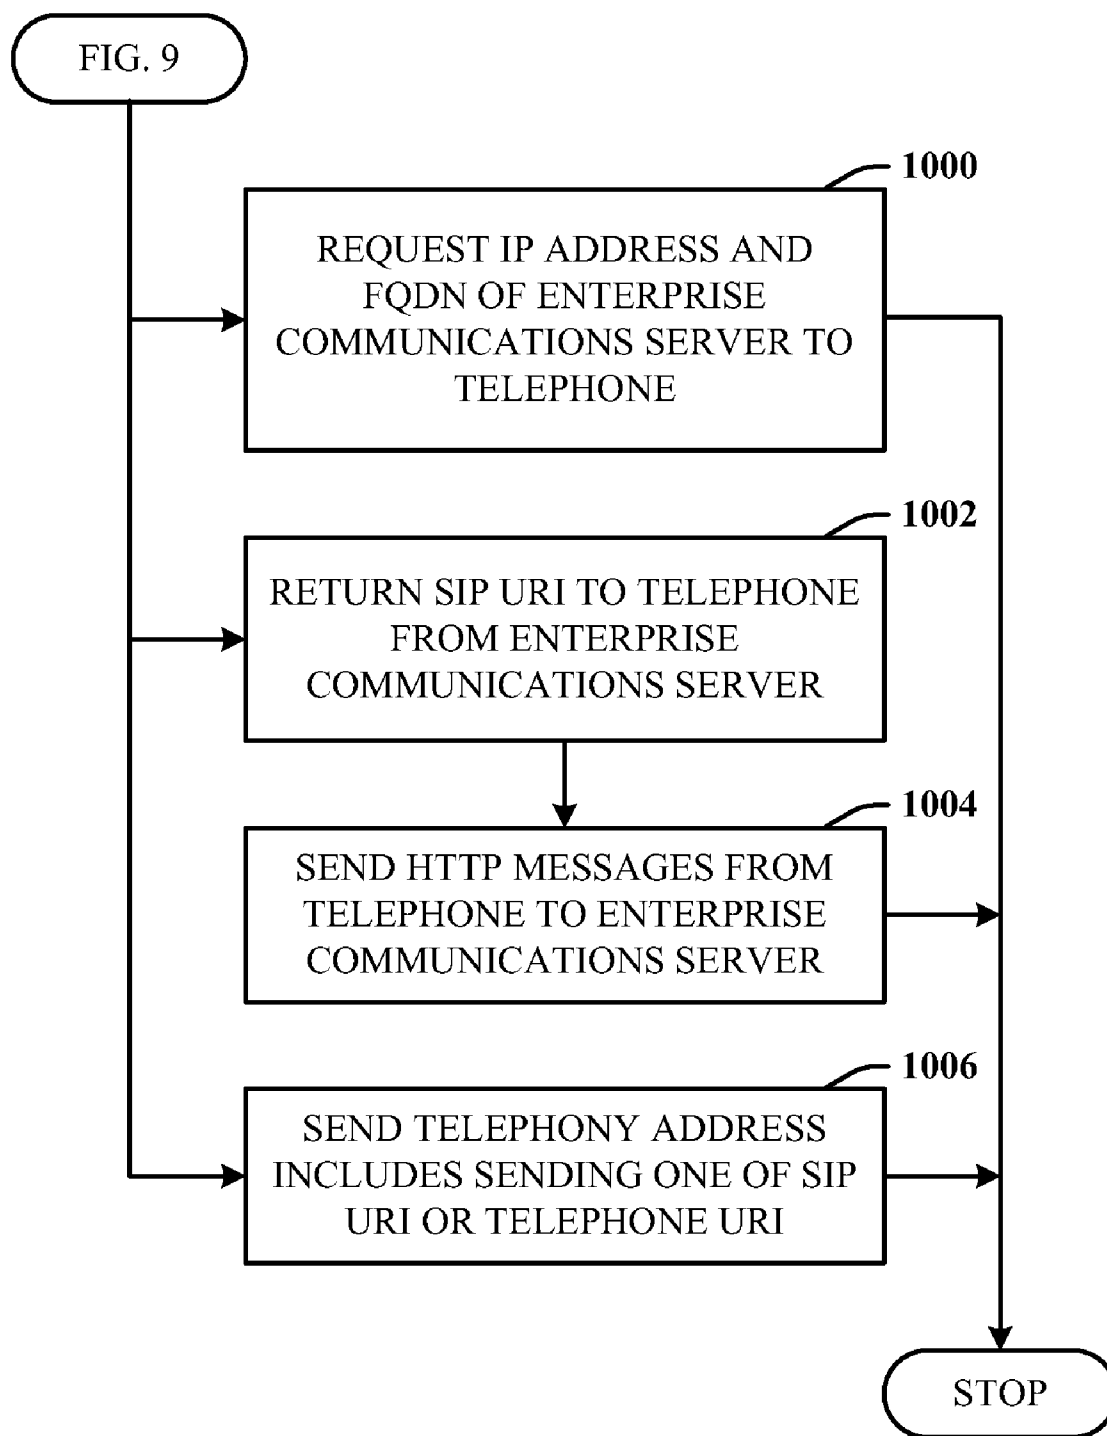 FIG. 9
1000
REQUEST IP ADDRESS AND
FQDN OF ENTERPRISE
COMMUNICATIONS SERVER TO
TELEPHONE
1002
RETURN SIP URI TO TELEPHONE
FROM ENTERPRISE
COMMUNICATIONS SERVER
1004
SEND HTTP MESSAGES FROM
TELEPHONE TO ENTERPRISE
COMMUNICATIONS SERVER
1006
SEND TELEPHONY ADDRESS
INCLUDES SENDING ONE OF SIP
URI OR TELEPHONE URI
STOP